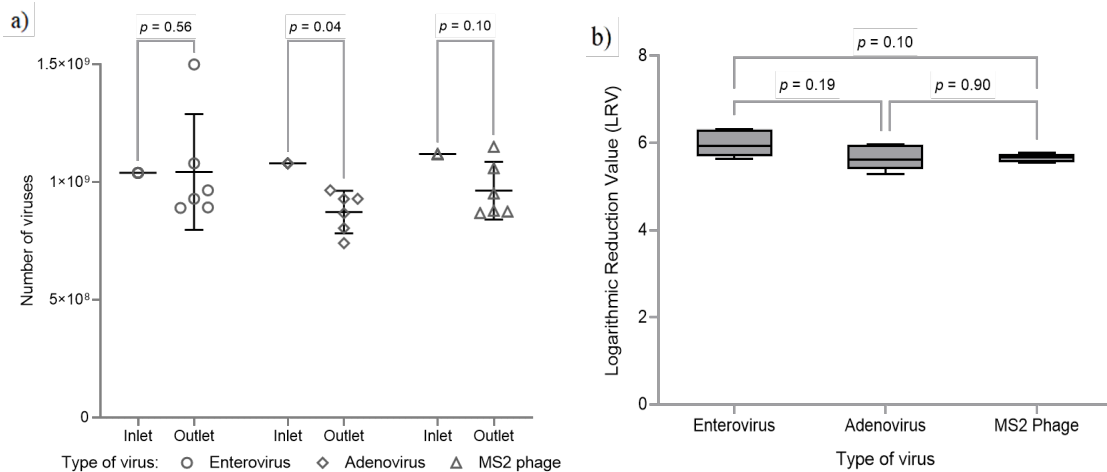 a)
p = 0.56
p = 0.04
p = 0.10
1.5×10⁹
1×10⁹
5×10⁸
0
Number of viruses
Inlet Outlet Inlet Outlet Inlet Outlet
Type of virus: Enterovirus Adenovirus MS2 phage
b)
p = 0.10
p = 0.19
p = 0.90
8
6
4
2
0
Logarithmic Reduction Value (LRV)
Enterovirus Adenovirus MS2 Phage
Type of virus